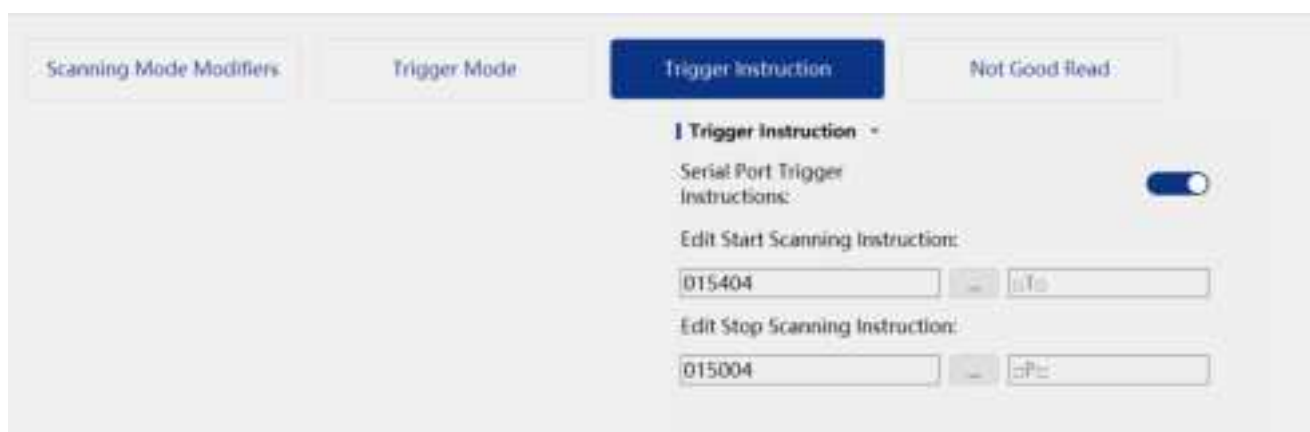 Scanning Mode Modifiers
Trigger Mode
Trigger Instruction
Not Good Read
Trigger Instruction
Serial Port Trigger
Instructions:
Edit Start Scanning Instruction:
015404
... □T□
Edit Stop Scanning Instruction:
015004
... □P□